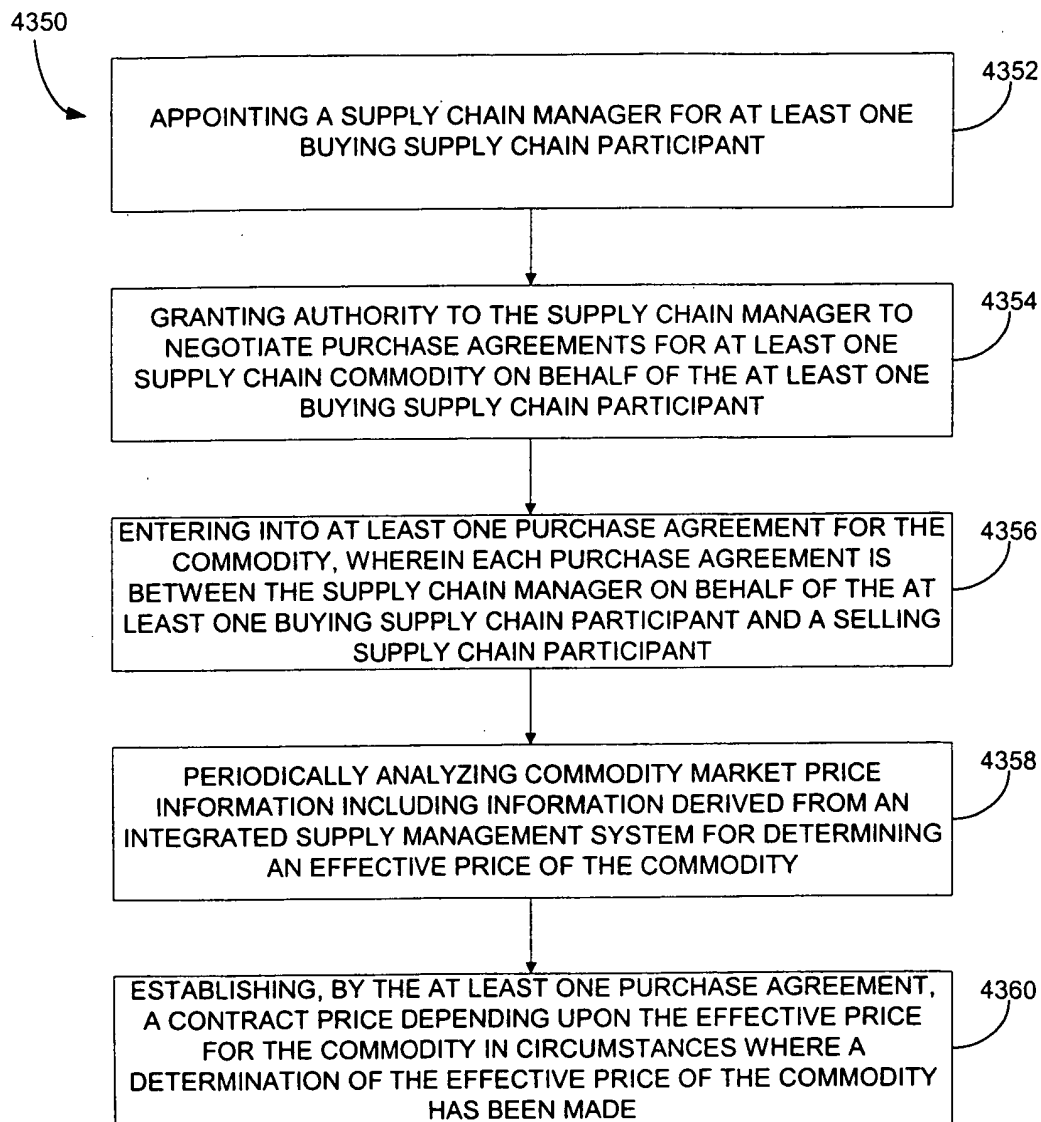 4350
4352
APPOINTING A SUPPLY CHAIN MANAGER FOR AT LEAST ONE
BUYING SUPPLY CHAIN PARTICIPANT
4354
GRANTING AUTHORITY TO THE SUPPLY CHAIN MANAGER TO
NEGOTIATE PURCHASE AGREEMENTS FOR AT LEAST ONE
SUPPLY CHAIN COMMODITY ON BEHALF OF THE AT LEAST ONE
BUYING SUPPLY CHAIN PARTICIPANT
4356
ENTERING INTO AT LEAST ONE PURCHASE AGREEMENT FOR THE
COMMODITY, WHEREIN EACH PURCHASE AGREEMENT IS
BETWEEN THE SUPPLY CHAIN MANAGER ON BEHALF OF THE AT
LEAST ONE BUYING SUPPLY CHAIN PARTICIPANT AND A SELLING
SUPPLY CHAIN PARTICIPANT
4358
PERIODICALLY ANALYZING COMMODITY MARKET PRICE
INFORMATION INCLUDING INFORMATION DERIVED FROM AN
INTEGRATED SUPPLY MANAGEMENT SYSTEM FOR DETERMINING
AN EFFECTIVE PRICE OF THE COMMODITY
4360
ESTABLISHING, BY THE AT LEAST ONE PURCHASE AGREEMENT,
A CONTRACT PRICE DEPENDING UPON THE EFFECTIVE PRICE
FOR THE COMMODITY IN CIRCUMSTANCES WHERE A
DETERMINATION OF THE EFFECTIVE PRICE OF THE COMMODITY
HAS BEEN MADE